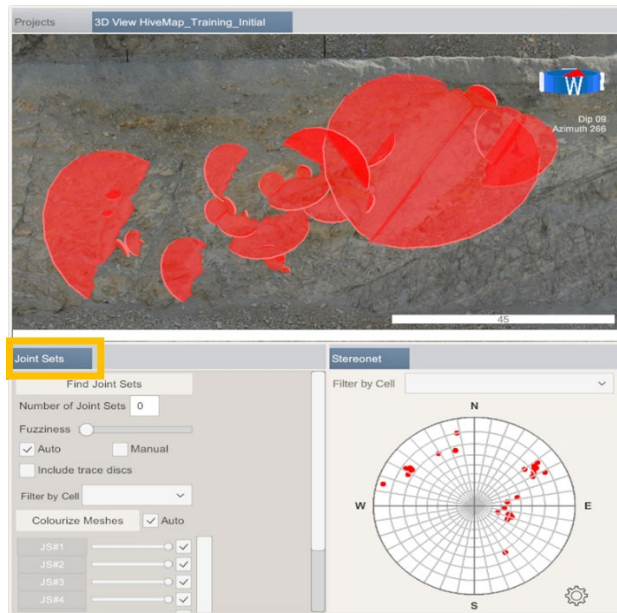 Projects
3D View HiveMap_Training_Initial
W
Dip 09
Azimuth 266
45
Joint Sets
Find Joint Sets
Number of Joint Sets 0
Fuzziness
Auto Manual
Include trace discs
Filter by Cell
Colourize Meshes Auto
JS#1
JS#2
JS#3
JS#4
Stereonet
Filter by Cell
N
W E
S